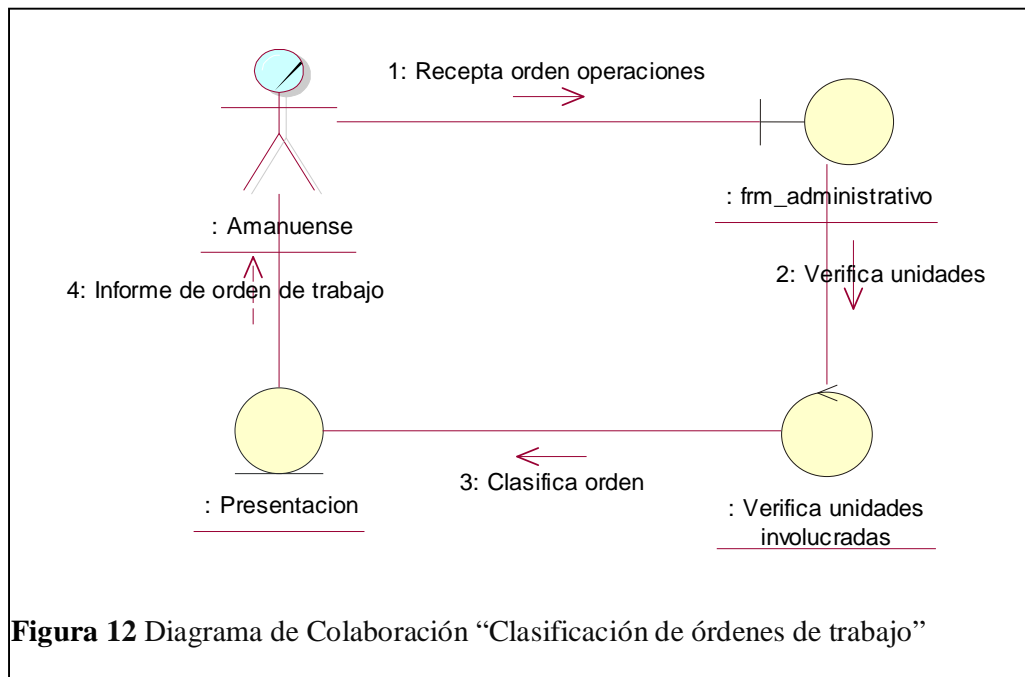 1: Recepta orden operaciones
: frm_administrativo
: Amanuense
2: Verifica unidades
4: Informe de orden de trabajo
3: Clasifica orden
: Presentacion
: Verifica unidades
involucradas
Figura 12 Diagrama de Colaboración “Clasificación de órdenes de trabajo”